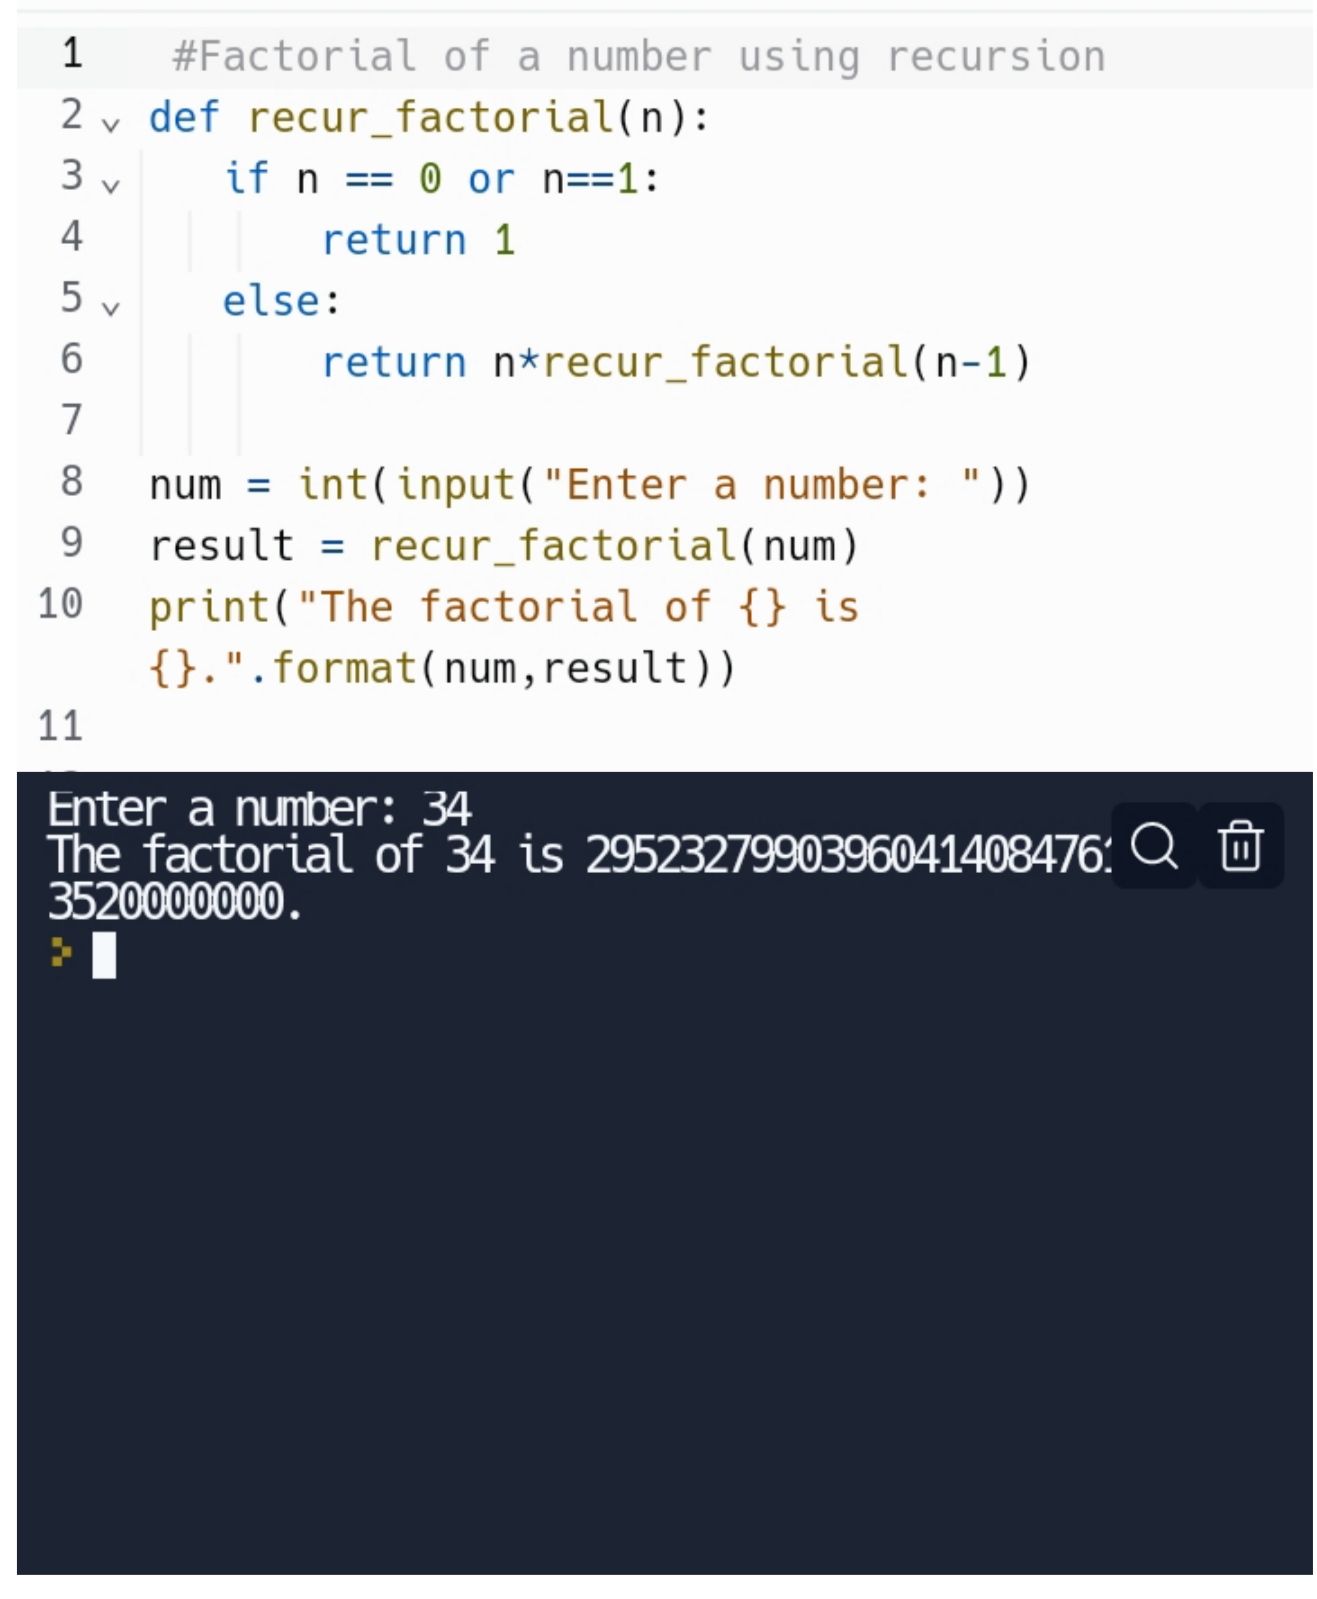 1 #Factorial of a number using recursion
2 def recur_factorial(n):
3 if n == 0 or n==1:
4 return 1
5 else:
6 return n*recur_factorial(n-1)
7
8 num = int(input("Enter a number: "))
9 result = recur_factorial(num)
10 print("The factorial of {} is
{}.".format(num,result))
11
Enter a number: 34
The factorial of 34 is 29523279903960414084761
3520000000.
>